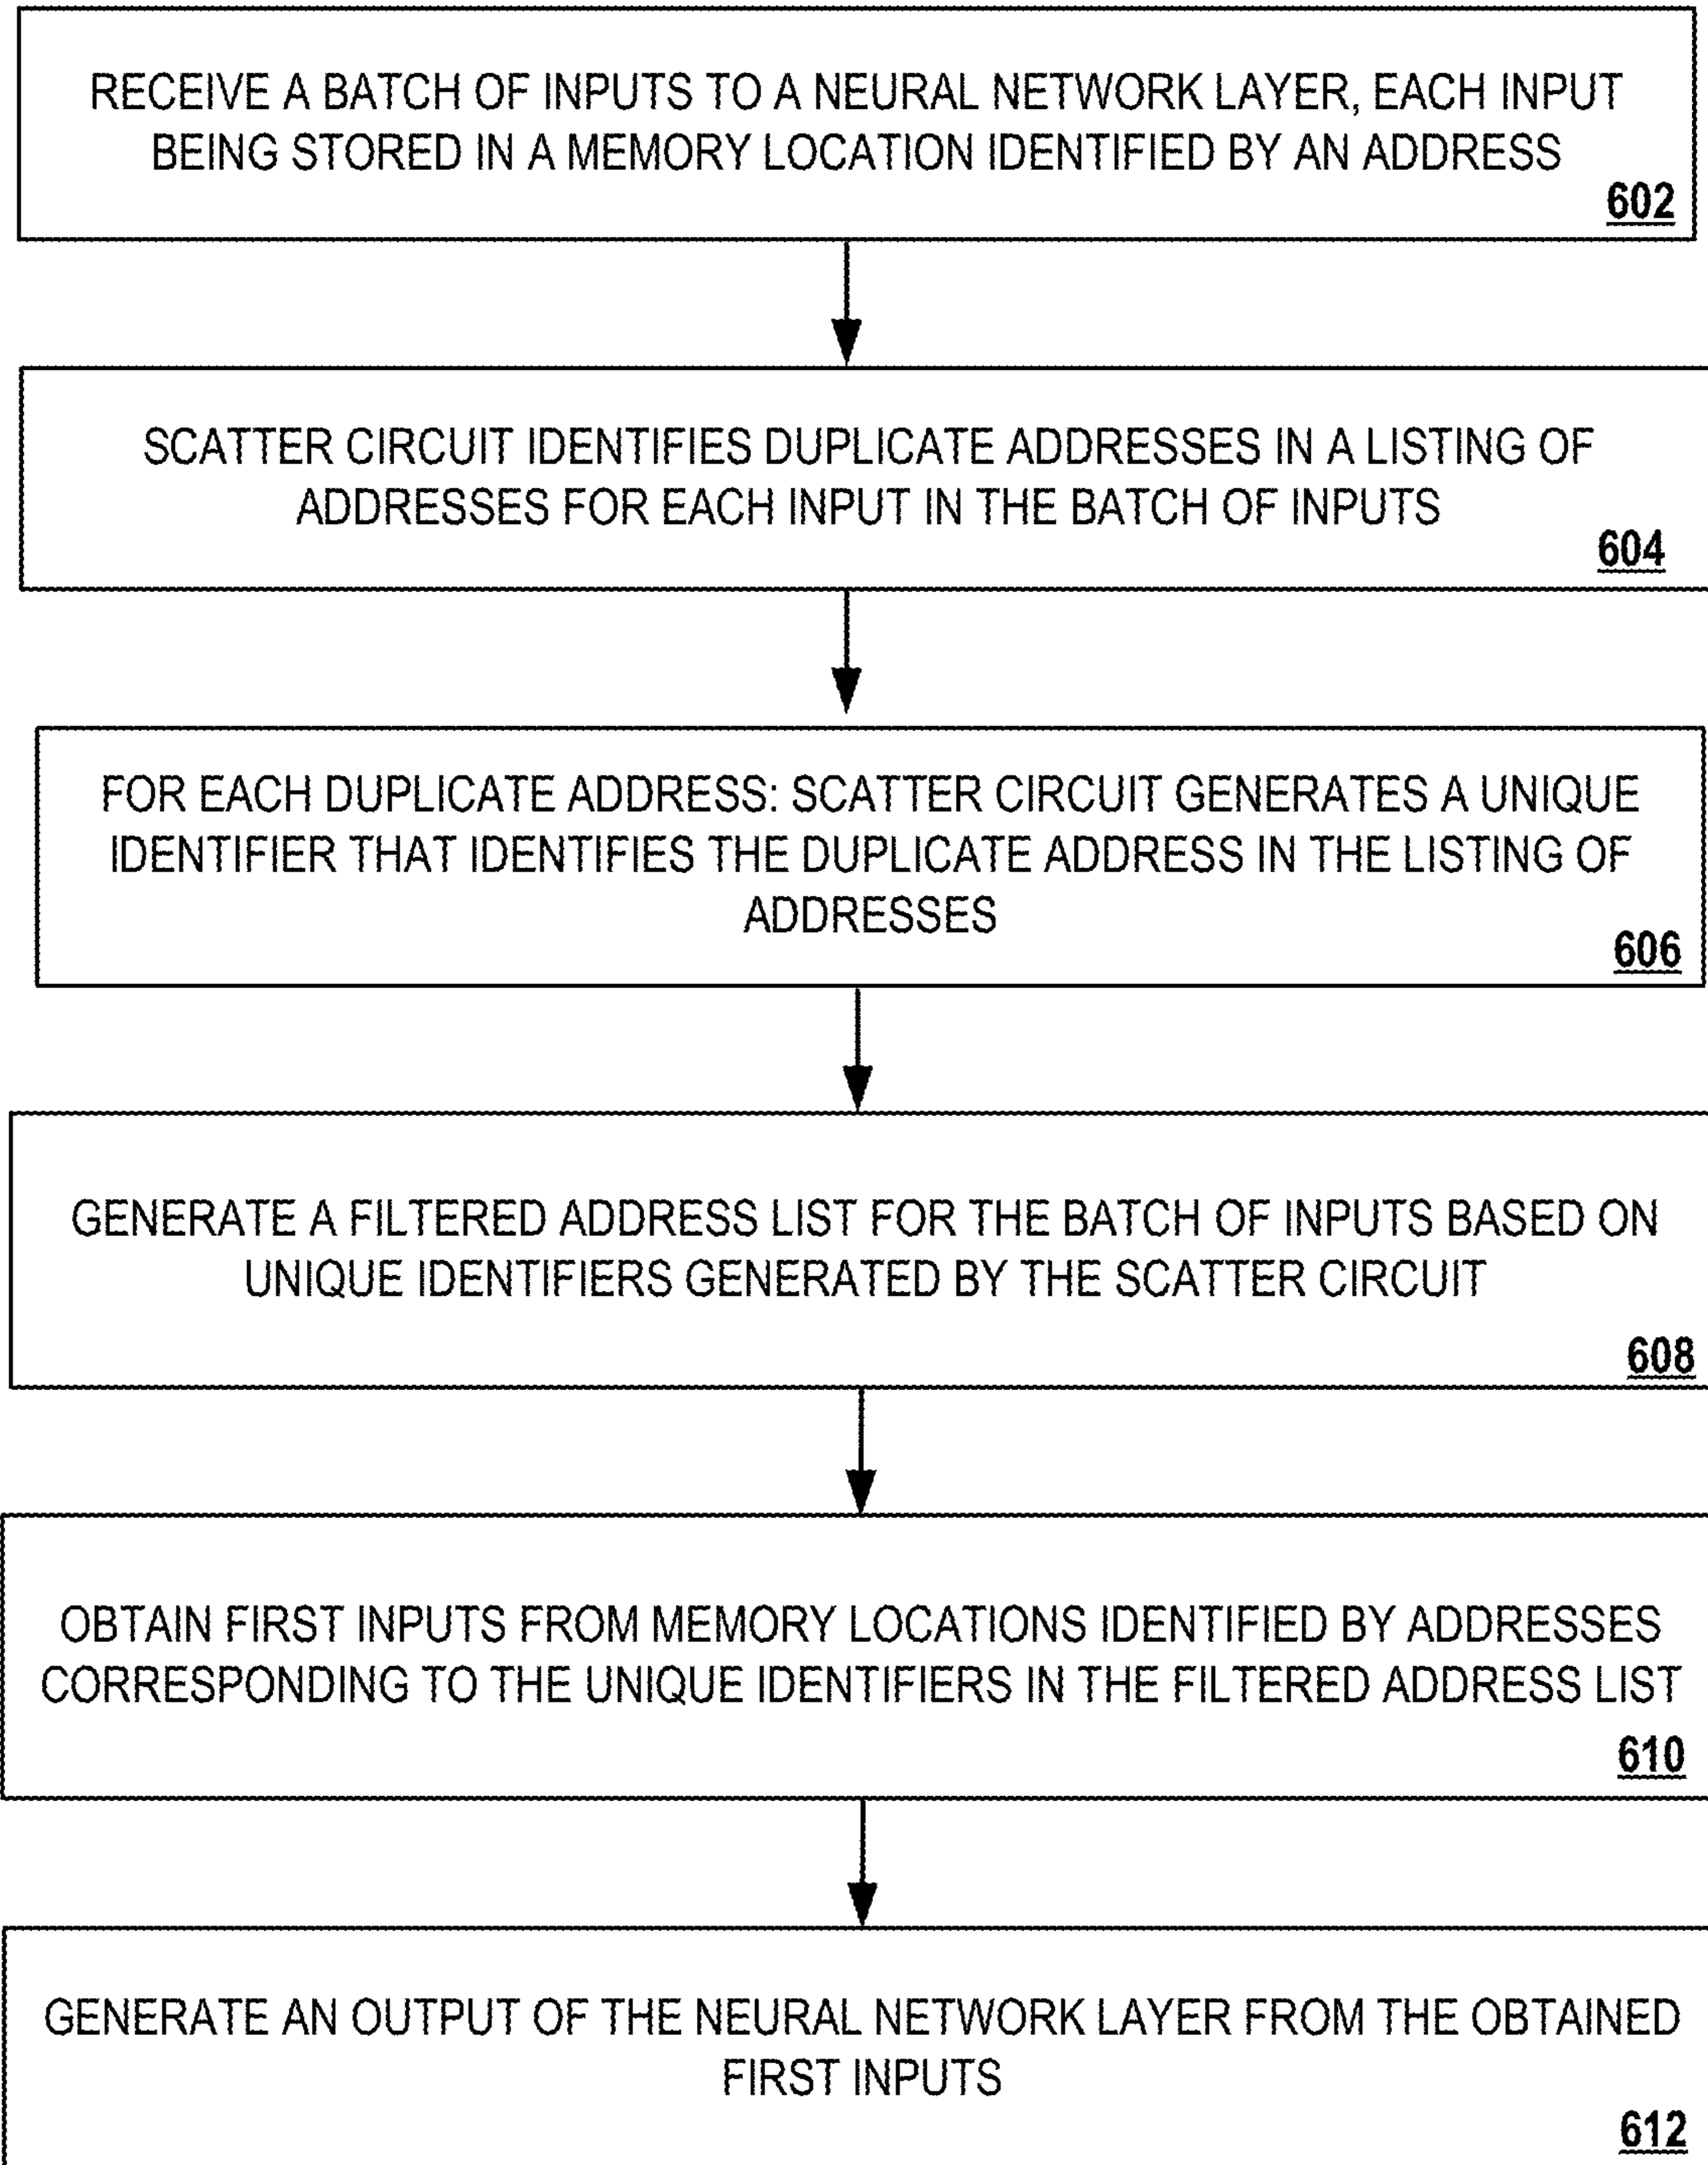 RECEIVE A BATCH OF INPUTS TO A NEURAL NETWORK LAYER, EACH INPUT
BEING STORED IN A MEMORY LOCATION IDENTIFIED BY AN ADDRESS
602
SCATTER CIRCUIT IDENTIFIES DUPLICATE ADDRESSES IN A LISTING OF
ADDRESSES FOR EACH INPUT IN THE BATCH OF INPUTS
604
FOR EACH DUPLICATE ADDRESS: SCATTER CIRCUIT GENERATES A UNIQUE
IDENTIFIER THAT IDENTIFIES THE DUPLICATE ADDRESS IN THE LISTING OF
ADDRESSES
606
GENERATE A FILTERED ADDRESS LIST FOR THE BATCH OF INPUTS BASED ON
UNIQUE IDENTIFIERS GENERATED BY THE SCATTER CIRCUIT
608
OBTAIN FIRST INPUTS FROM MEMORY LOCATIONS IDENTIFIED BY ADDRESSES
CORRESPONDING TO THE UNIQUE IDENTIFIERS IN THE FILTERED ADDRESS LIST
610
GENERATE AN OUTPUT OF THE NEURAL NETWORK LAYER FROM THE OBTAINED
FIRST INPUTS
612